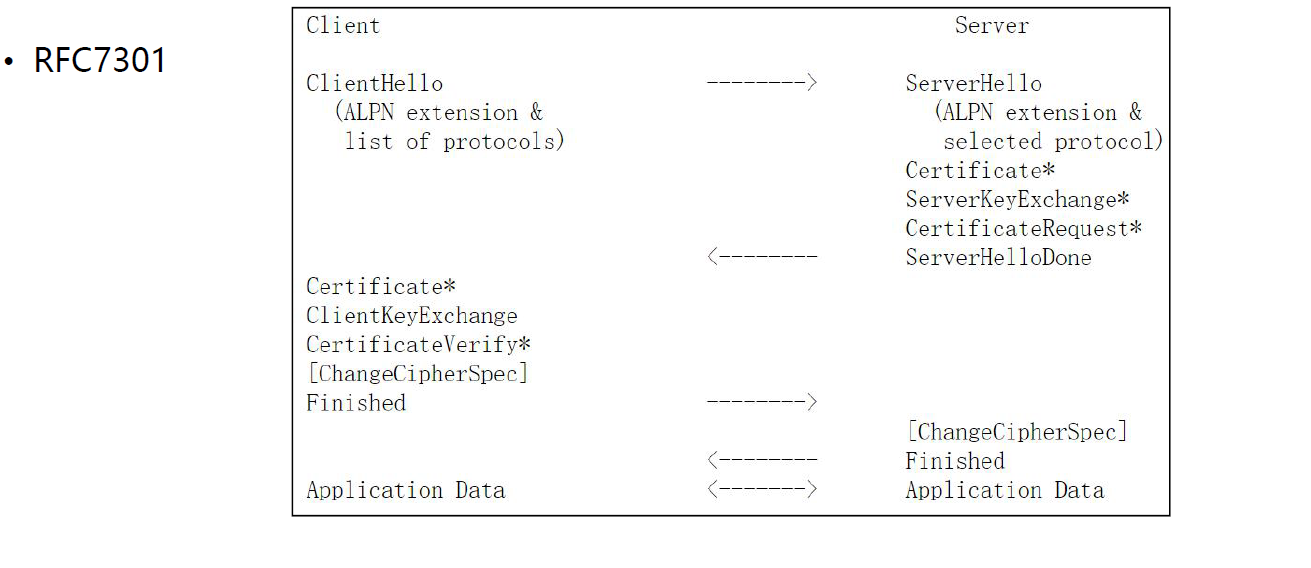 • RFC7301
Client Server
ClientHello --------> ServerHello
(ALPN extension & (ALPN extension &
list of protocols) selected protocol)
Certificate*
ServerKeyExchange*
CertificateRequest*
<-------- ServerHelloDone
Certificate*
ClientKeyExchange
CertificateVerify*
[ChangeCipherSpec]
Finished -------->
[ChangeCipherSpec]
<-------- Finished
Application Data <-------> Application Data